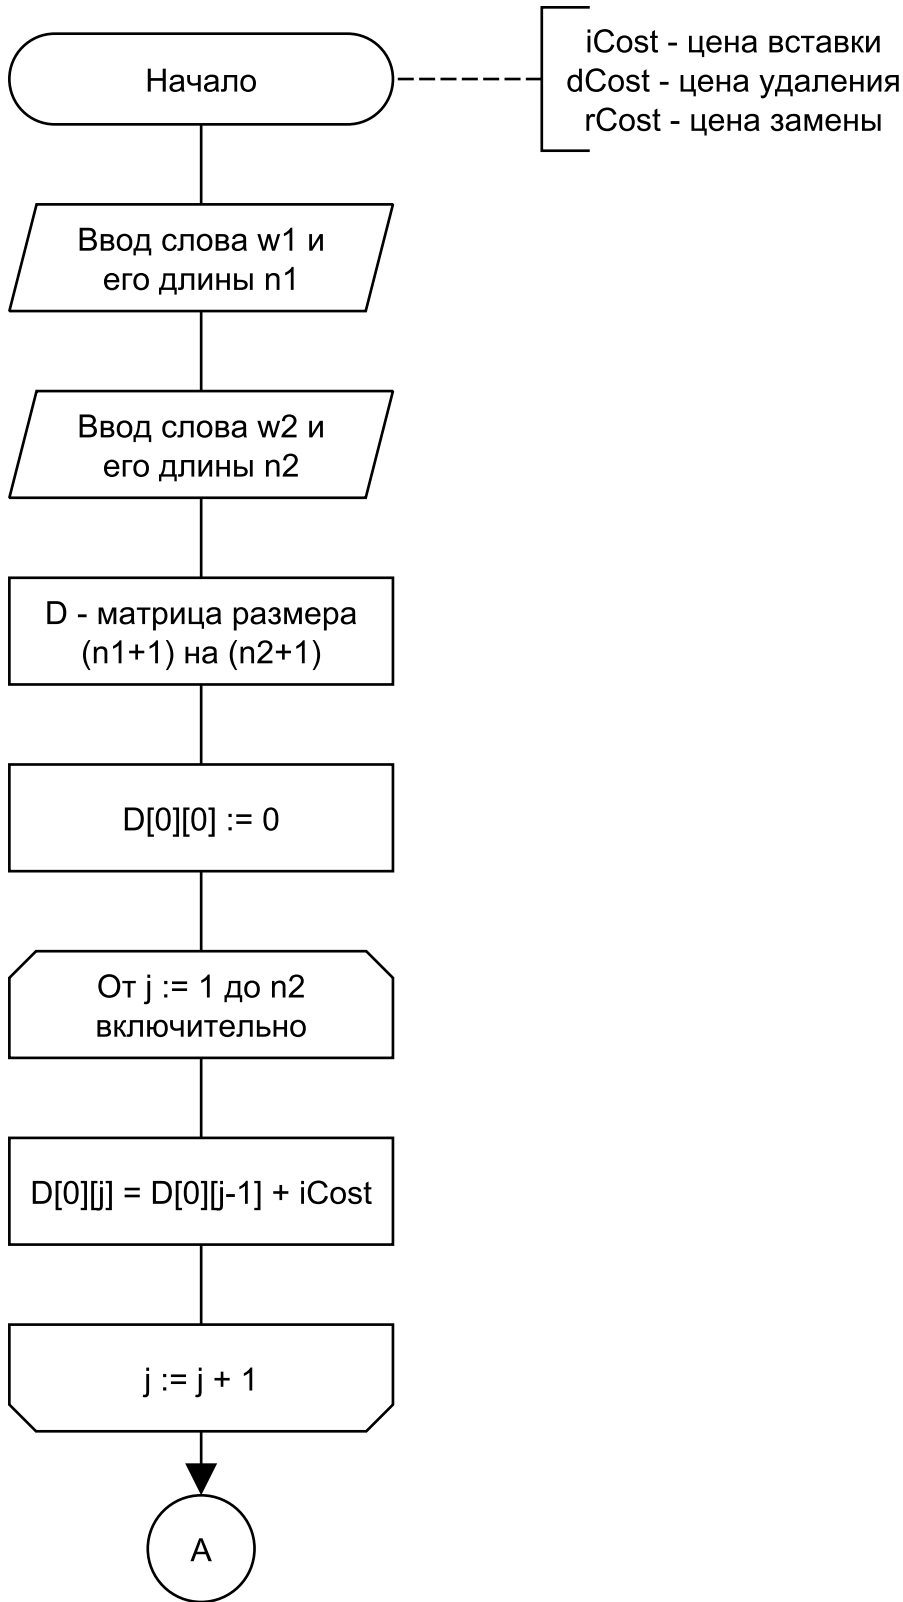 Начало
iCost - цена вставки
dCost - цена удаления
rCost - цена замены
Ввод слова w1 и
его длины n1
Ввод слова w2 и
его длины n2
D - матрица размера
(n1+1) на (n2+1)
D[0][0] := 0
От j := 1 до n2
включительно
D[0][j] = D[0][j-1] + iCost
j := j + 1
A